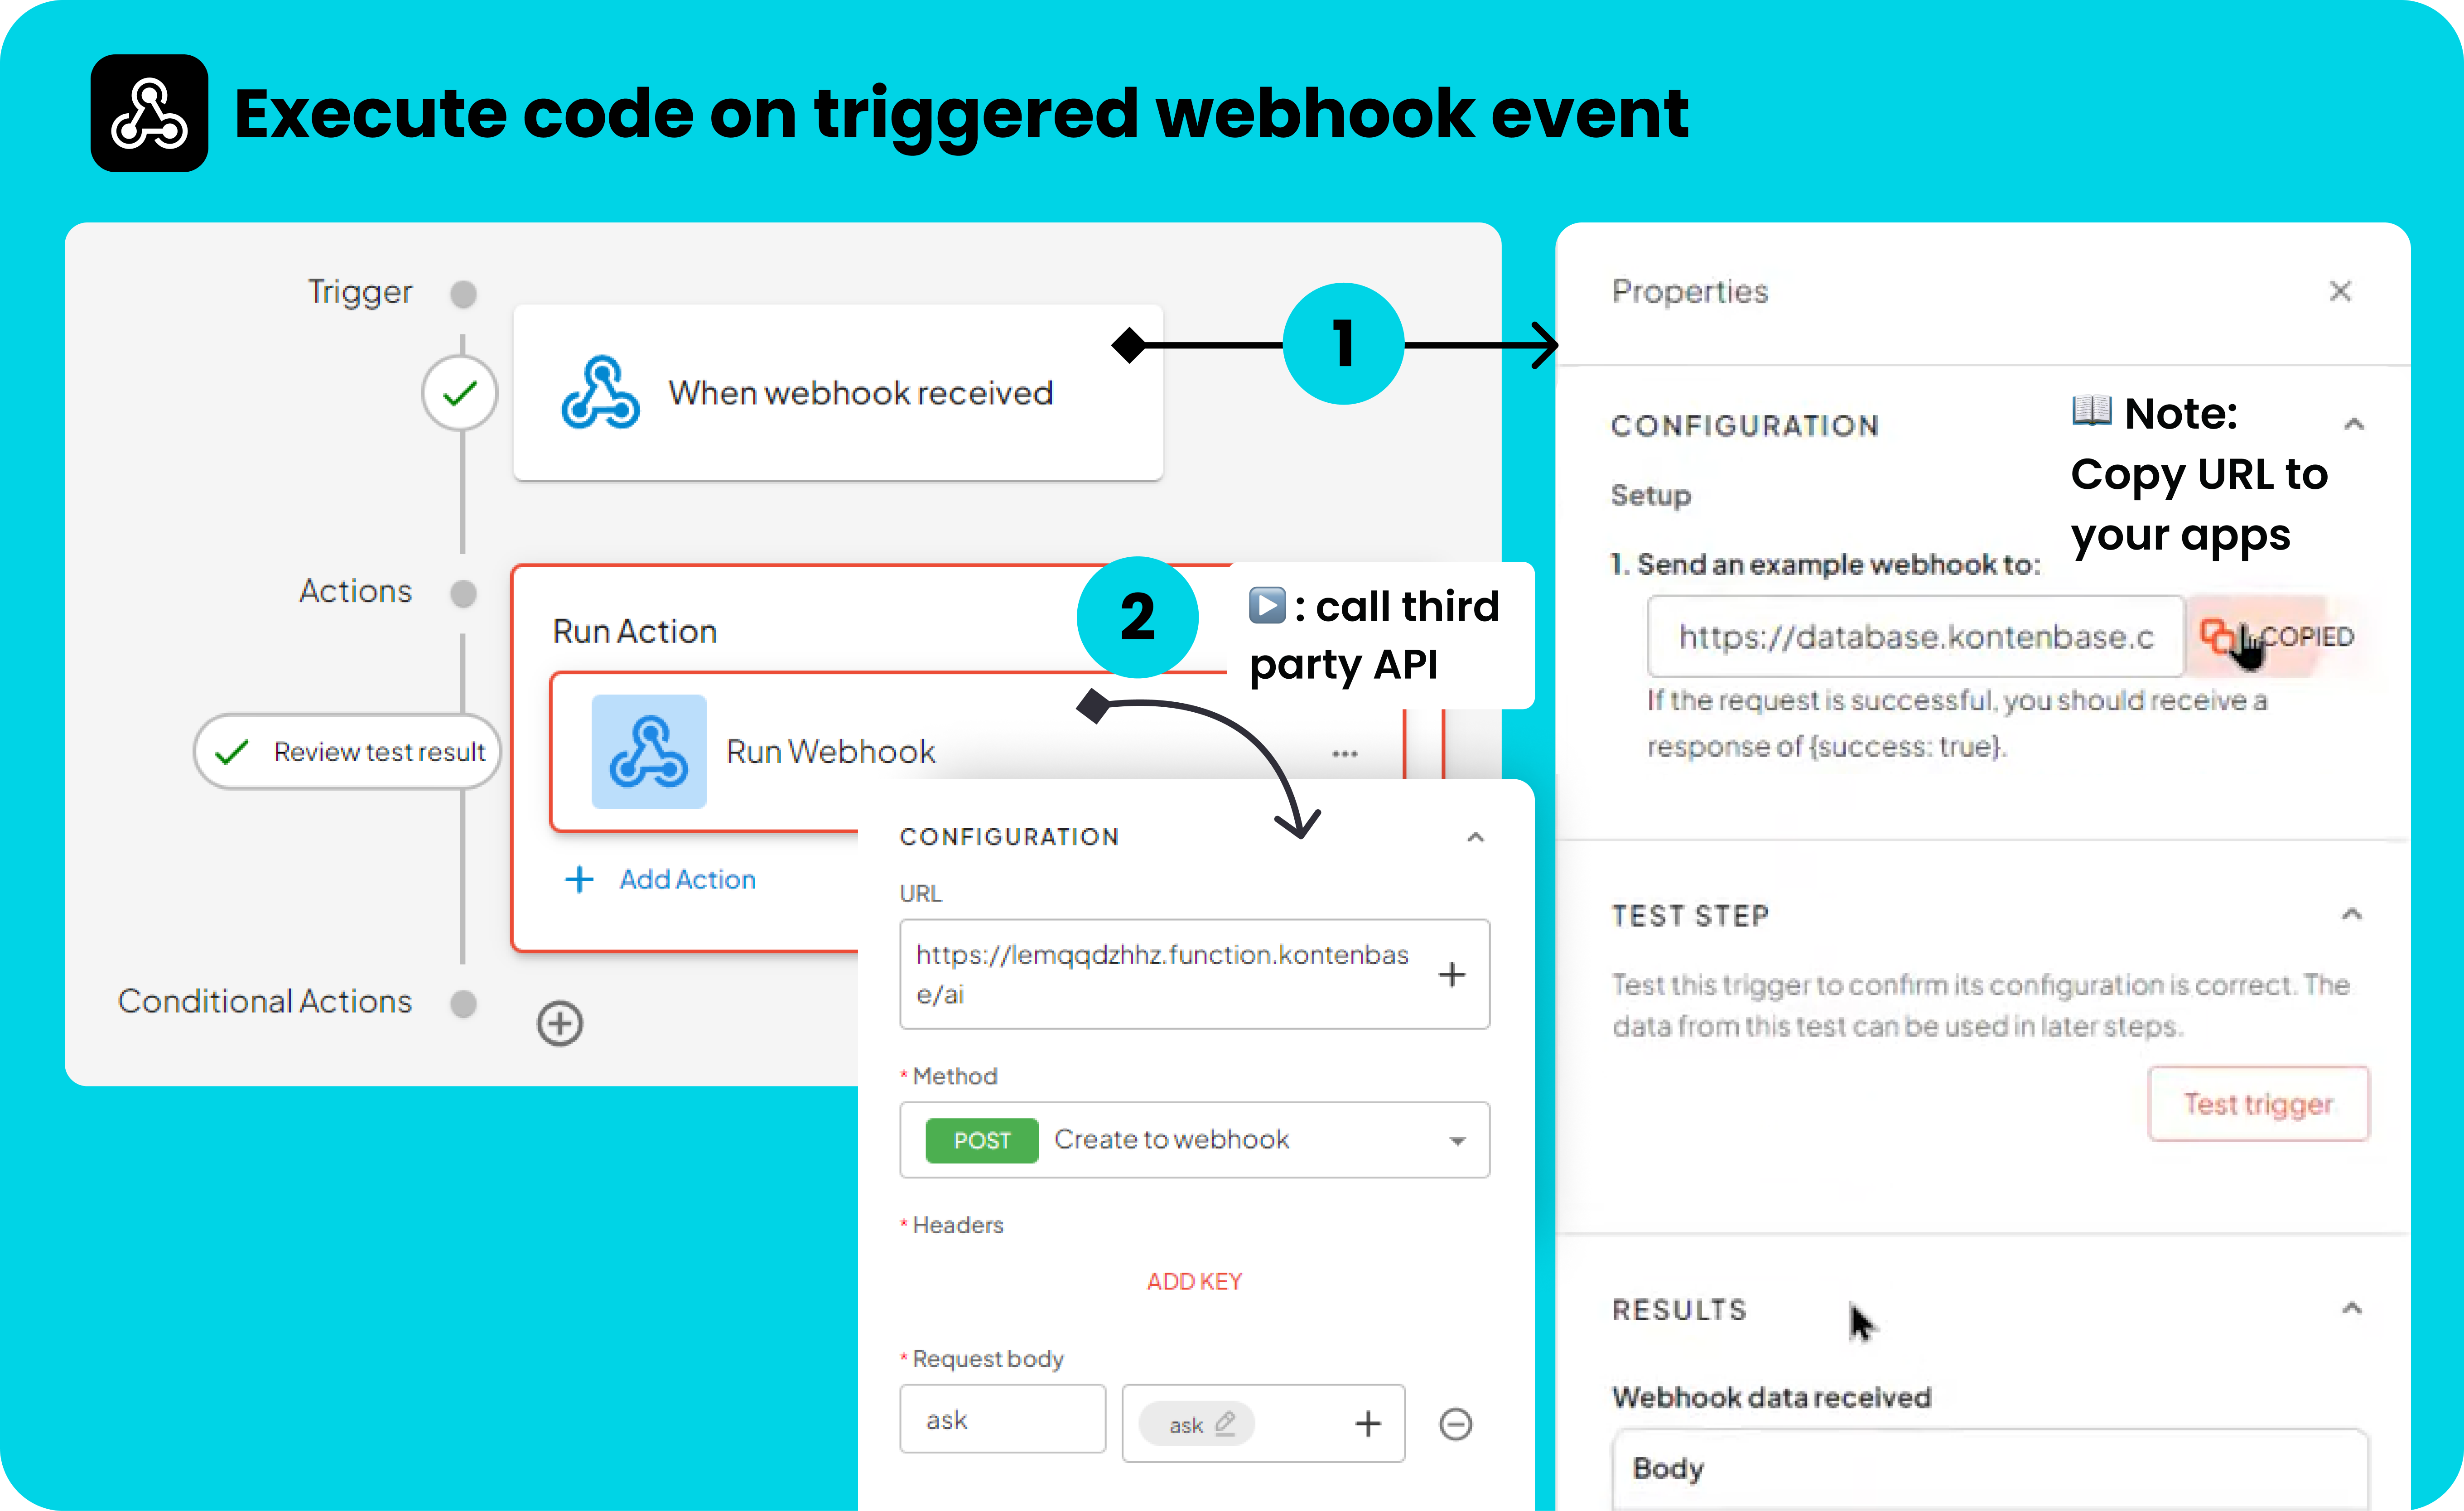 Execute code on triggered webhook event
Trigger
When webhook received
1
Actions
Run Action
2
: call third
party API
Review test result
Run Webhook
Add Action
Conditional Actions
CONFIGURATION
URL
https://lemqqdzhhz.function.kontenbas
e/ai
* Method
POST Create to webhook
* Headers
ADD KEY
* Request body
ask ask
Properties
CONFIGURATION
Note:
Copy URL to
your apps
Setup
1. Send an example webhook to:
https://database.kontenbase.c COPIED
If the request is successful, you should receive a
response of {success: true}.
TEST STEP
Test this trigger to confirm its configuration is correct. The
data from this test can be used in later steps.
Test trigger
RESULTS
Webhook data received
Body